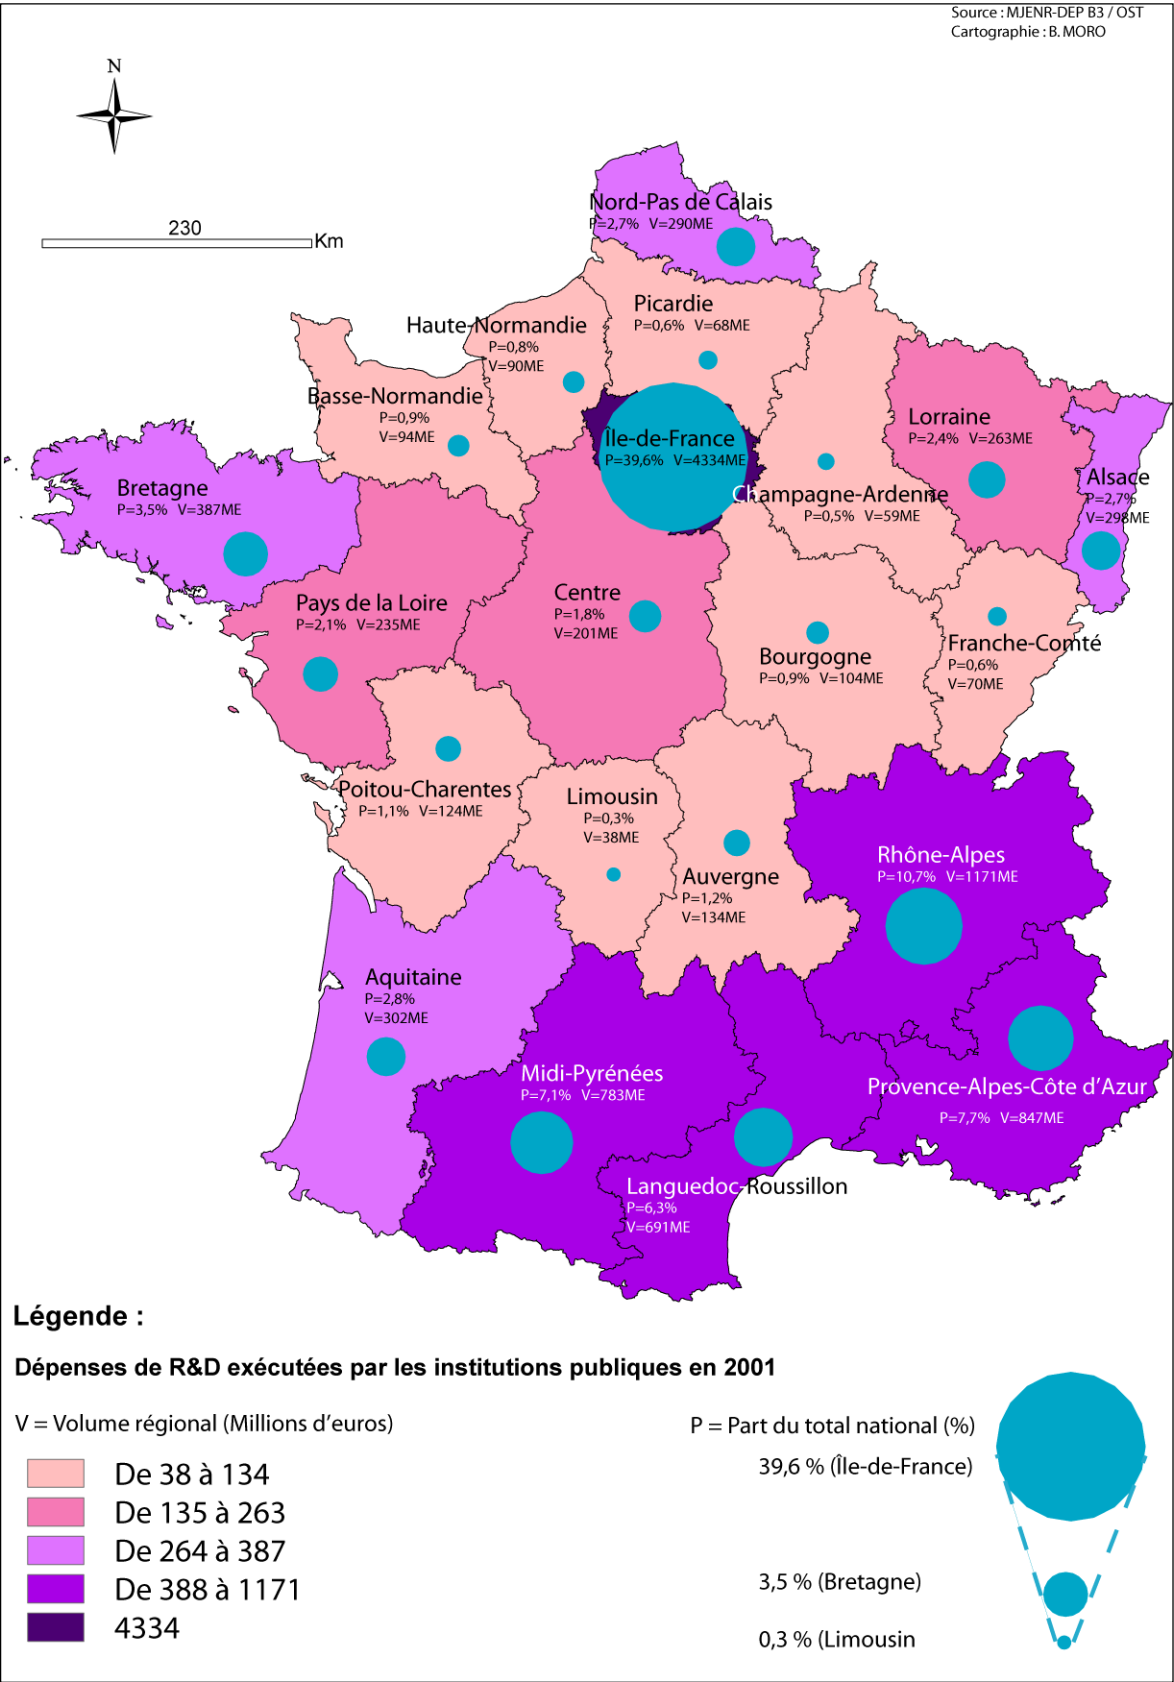 Source : MJENR-DEP B3 / OST
Cartographie : B. MORO
N
230
Km
Nord-Pas de Calais
P=2,7% V=290ME
Picardie
P=0,6% V=68ME
Haute-Normandie
P=0,8%
V=90ME
Basse-Normandie
P=0,9%
V=94ME
Île-de-France
P=39,6% V=4334ME
Champagne-Ardenne
P=0,5% V=59ME
Lorraine
P=2,4% V=263ME
Alsace
P=2,7%
V=298ME
Bretagne
P=3,5% V=387ME
Pays de la Loire
P=2,1% V=235ME
Centre
P=1,8%
V=201ME
Bourgogne
P=0,9% V=104ME
Franche-Comté
P=0,6%
V=70ME
Poitou-Charentes
P=1,1% V=124ME
Limousin
P=0,3%
V=38ME
Auvergne
P=1,2%
V=134ME
Rhône-Alpes
P=10,7% V=1171ME
Aquitaine
P=2,8%
V=302ME
Midi-Pyrénées
P=7,1% V=783ME
Provence-Alpes-Côte d'Azur
P=7,7% V=847ME
Languedoc-Roussillon
P=6,3%
V=691ME
Légende :
Dépenses de R&D exécutées par les institutions publiques en 2001
V = Volume régional (Millions d'euros)
De 38 à 134
De 135 à 263
De 264 à 387
De 388 à 1171
4334
P = Part du total national (%)
39,6 % (Île-de-France)
3,5 % (Bretagne)
0,3 % (Limousin